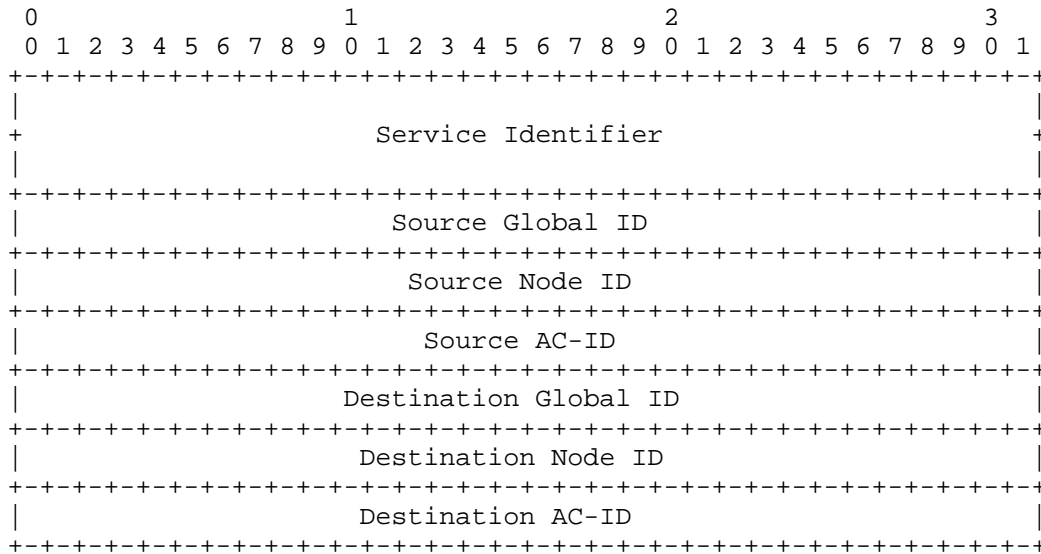 0                   1                   2                   3
 0 1 2 3 4 5 6 7 8 9 0 1 2 3 4 5 6 7 8 9 0 1 2 3 4 5 6 7 8 9 0 1
+-+-+-+-+-+-+-+-+-+-+-+-+-+-+-+-+-+-+-+-+-+-+-+-+-+-+-+-+-+-+-+-+
|                                                               |
+                      Service Identifier                       +
|                                                               |
+-+-+-+-+-+-+-+-+-+-+-+-+-+-+-+-+-+-+-+-+-+-+-+-+-+-+-+-+-+-+-+-+
|                       Source Global ID                        |
+-+-+-+-+-+-+-+-+-+-+-+-+-+-+-+-+-+-+-+-+-+-+-+-+-+-+-+-+-+-+-+-+
|                        Source Node ID                         |
+-+-+-+-+-+-+-+-+-+-+-+-+-+-+-+-+-+-+-+-+-+-+-+-+-+-+-+-+-+-+-+-+
|                         Source AC-ID                          |
+-+-+-+-+-+-+-+-+-+-+-+-+-+-+-+-+-+-+-+-+-+-+-+-+-+-+-+-+-+-+-+-+
|                    Destination Global ID                      |
+-+-+-+-+-+-+-+-+-+-+-+-+-+-+-+-+-+-+-+-+-+-+-+-+-+-+-+-+-+-+-+-+
|                     Destination Node ID                       |
+-+-+-+-+-+-+-+-+-+-+-+-+-+-+-+-+-+-+-+-+-+-+-+-+-+-+-+-+-+-+-+-+
|                     Destination AC-ID                         |
+-+-+-+-+-+-+-+-+-+-+-+-+-+-+-+-+-+-+-+-+-+-+-+-+-+-+-+-+-+-+-+-+